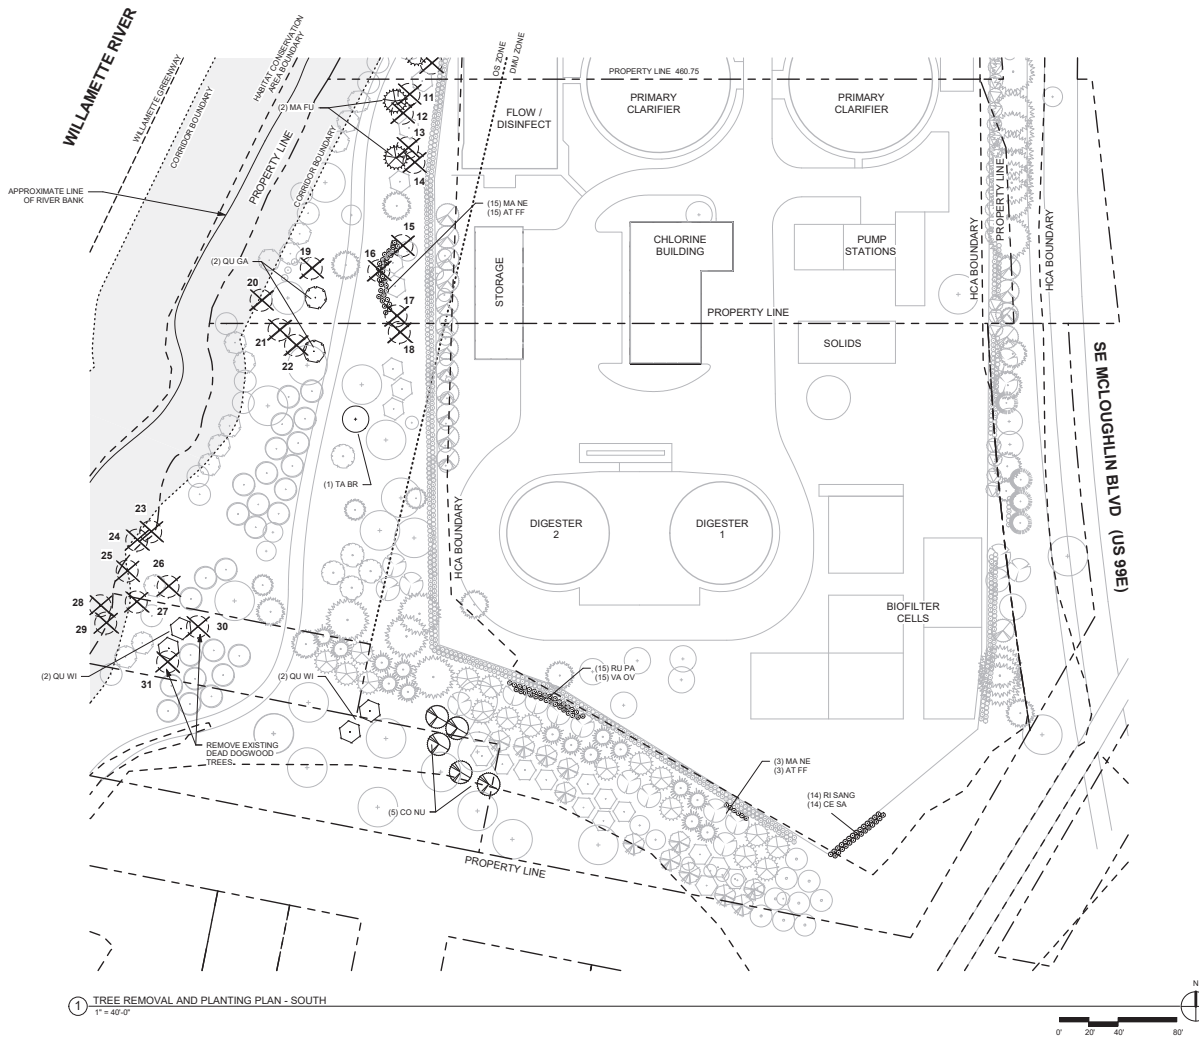 WILLAMETTE RIVER
WILLAMETTE GREENWAY
CORRIDOR BOUNDARY
HABITAT CONSERVATION
AREA BOUNDARY
PROPERTY LINE
CORRIDOR BOUNDARY
OS ZONE
DMU ZONE
PROPERTY LINE 460.75
PRIMARY
CLARIFIER
PRIMARY
CLARIFIER
FLOW /
DISINFECT
(2) MA FU
11
12
13
14
APPROXIMATE LINE
OF RIVER BANK
(15) MA NE
(15) AT FF
15
16
17
18
19
(2) QU GA
20
21
22
STORAGE
CHLORINE
BUILDING
PUMP
STATIONS
HCA BOUNDARY
PROPERTY LINE
HCA BOUNDARY
PROPERTY LINE
SOLIDS
SE MCLOUGHLIN BLVD (US 99E)
(1) TA BR
HCA BOUNDARY
DIGESTER
2
DIGESTER
1
23
24
25
26
27
28
29
30
31
BIOFILTER
CELLS
(2) QU WI
(2) QU WI
(15) RU PA
(15) VA OV
REMOVE EXISTING
DEAD DOGWOOD
TREES
(5) CO NU
(3) MA NE
(3) AT FF
(14) RI SANG
(14) CE SA
PROPERTY LINE
1
TREE REMOVAL AND PLANTING PLAN - SOUTH
1" = 40'-0"
N
0' 20' 40' 80'